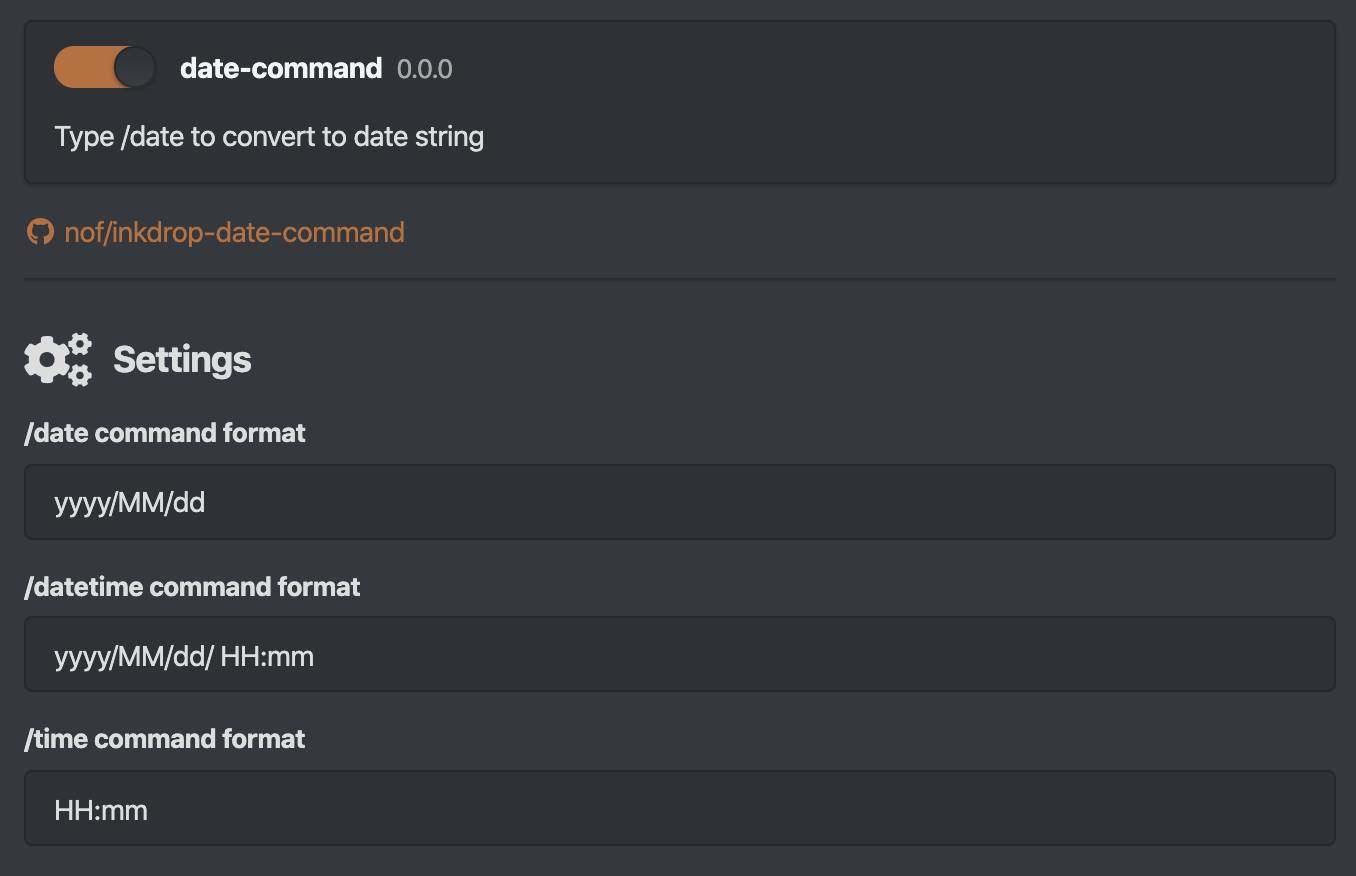 date-command 0.0.0
Type /date to convert to date string
nof/inkdrop-date-command
Settings
/date command format
yyyy/MM/dd
/datetime command format
yyyy/MM/dd/ HH:mm
/time command format
HH:mm